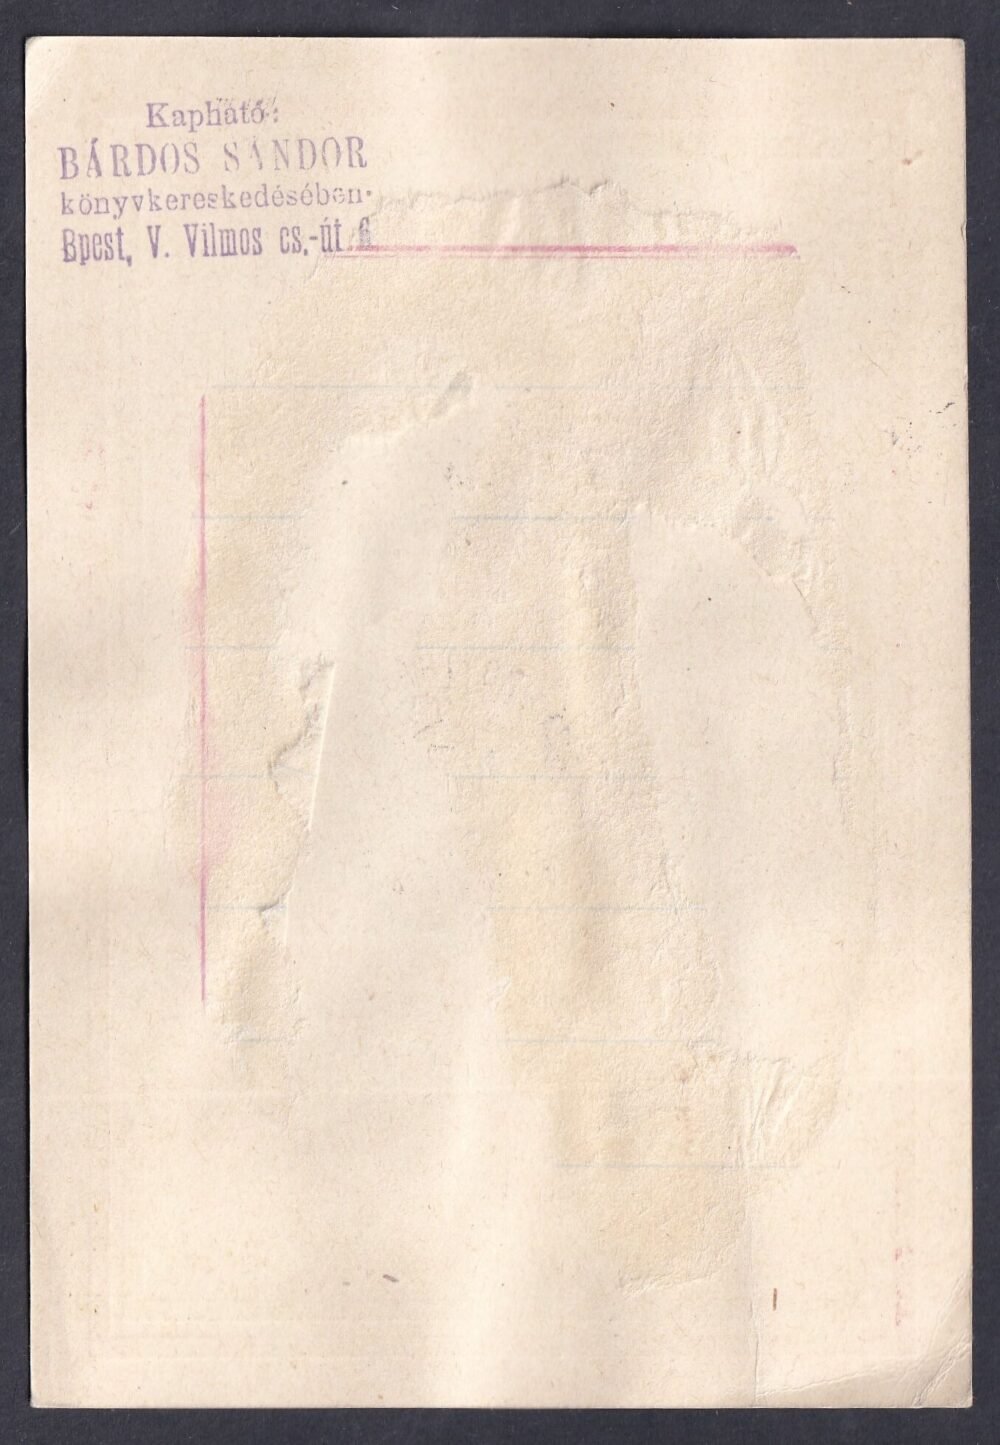 Kapható:
BÁRDOS SÁNDOR
könyvkereskedésében
Bpest, V. Vilmos cs.-út 6